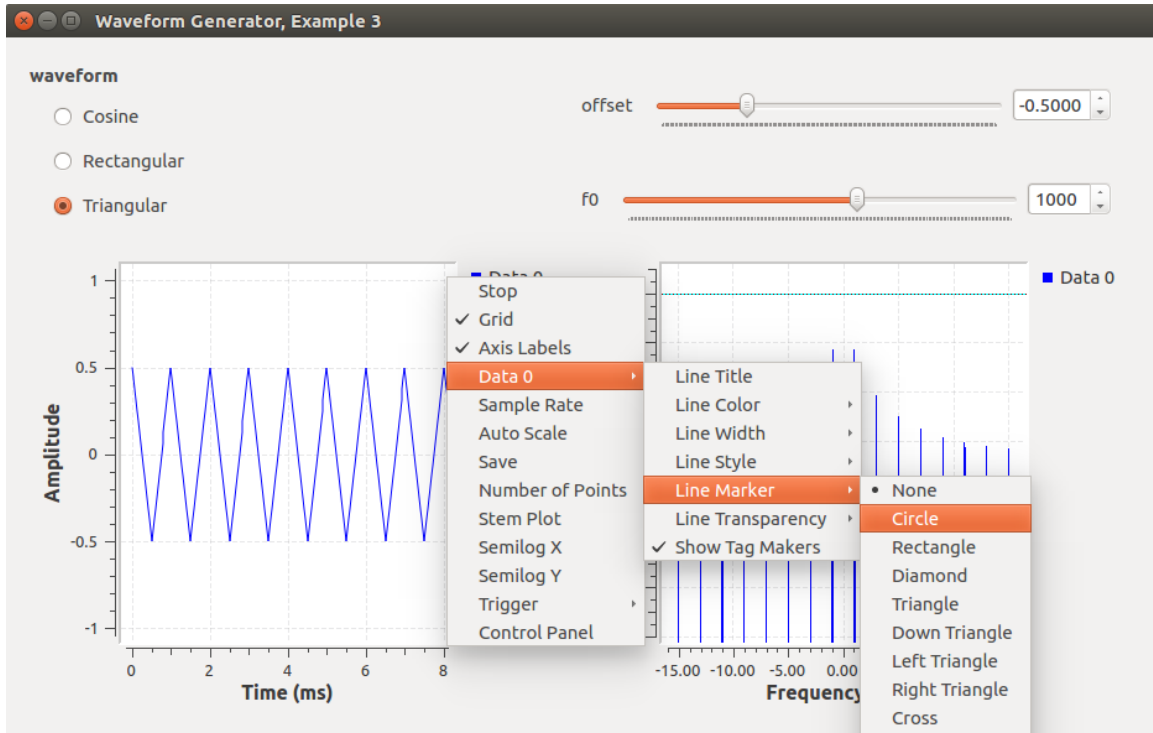 Waveform Generator, Example 3
waveform
Cosine
Rectangular
Triangular
offset
-0.5000
f0
1000
Amplitude
1
0.5
0
-0.5
-1
0
2
4
6
8
Time (ms)
Data 0
Stop
Grid
Axis Labels
Data 0
Sample Rate
Auto Scale
Save
Number of Points
Stem Plot
Semilog X
Semilog Y
Trigger
Control Panel
Line Title
Line Color
Line Width
Line Style
Line Marker
Line Transparency
Show Tag Makers
None
Circle
Rectangle
Diamond
Triangle
Down Triangle
Left Triangle
Right Triangle
Cross
Data 0
-15.00
-10.00
-5.00
0.00
Frequency